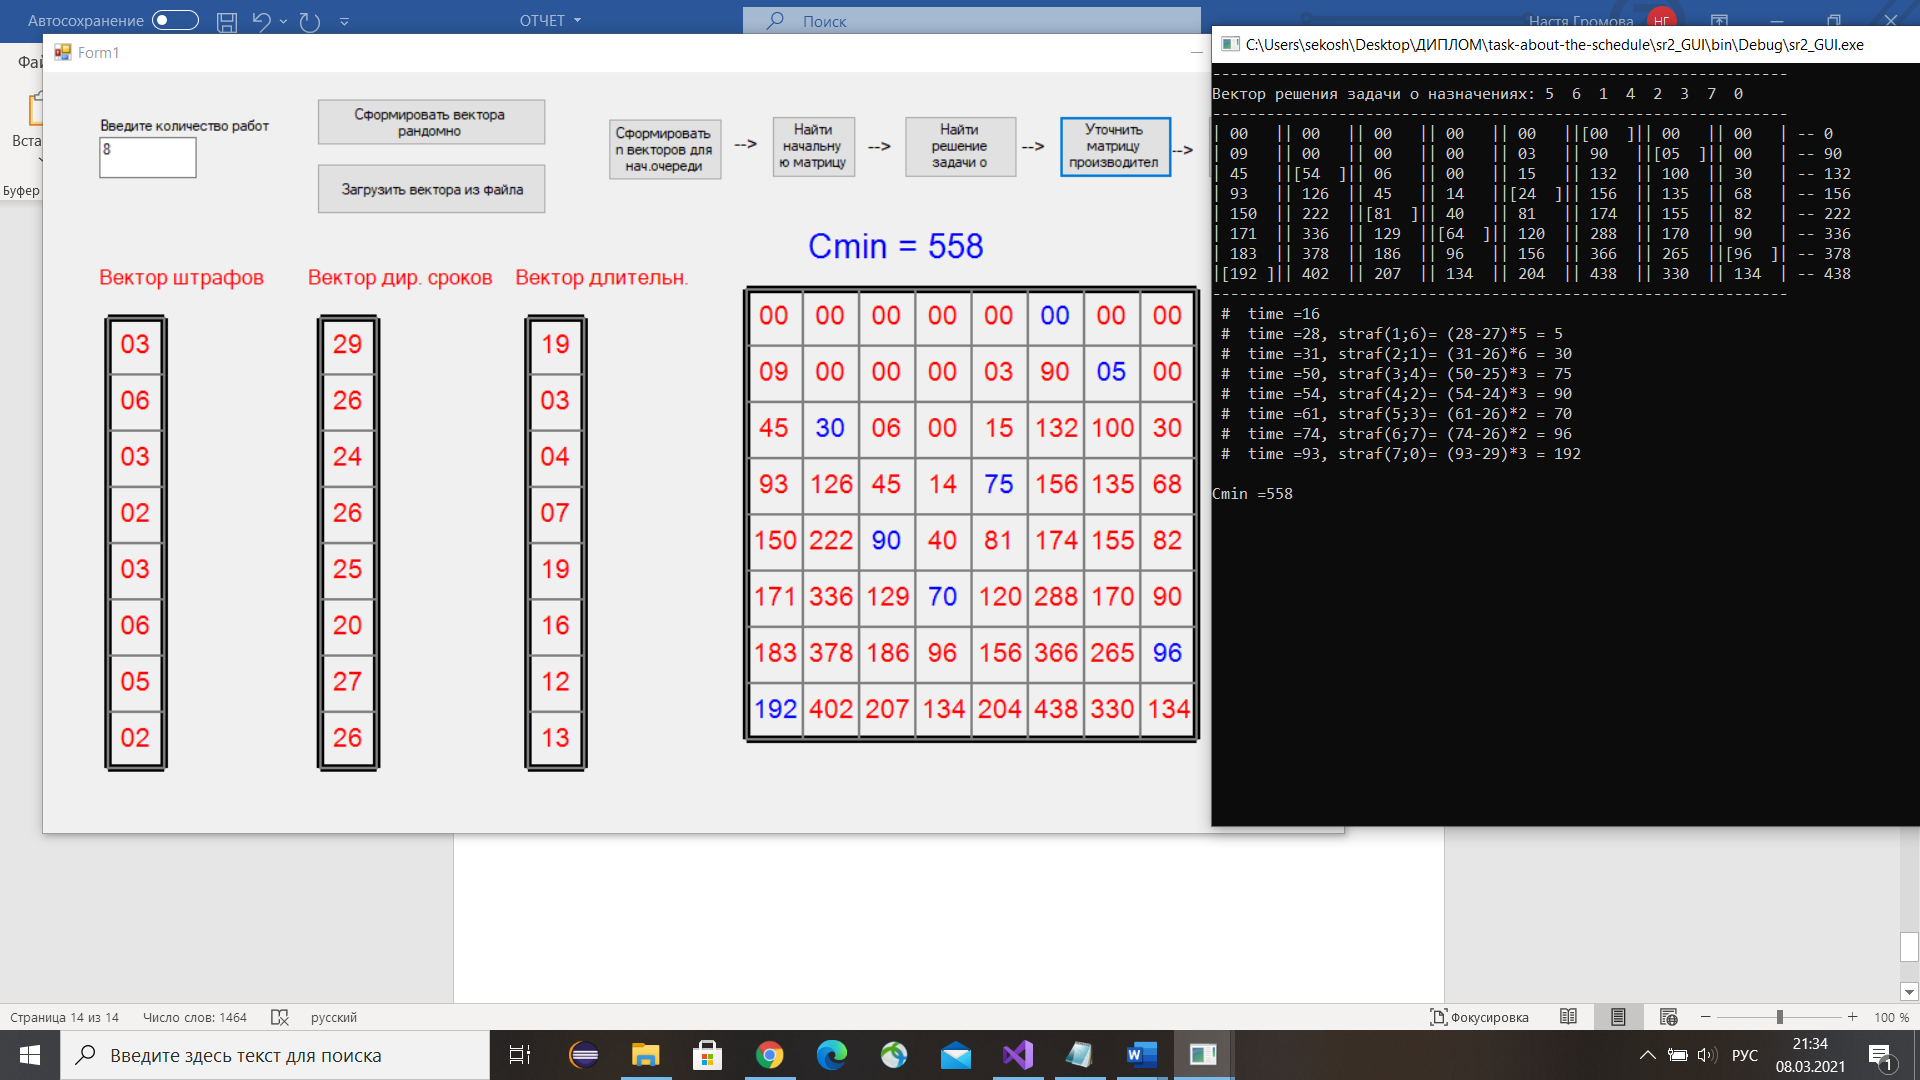 Автосохранение
ОТЧЕТ
Поиск
Настя Громова
НГ
Фай
Вста
Буфер
Form1
Введите количество работ
8
Сформировать вектора
рандомно
Загрузить вектора из файла
Сформировать
n векторов для
нач.очереди
-->
Найти
начальну
ю матрицу
-->
Найти
решение
задачи о
-->
Уточнить
матрицу
производител
-->
Cmin = 558
Вектор штрафов
Вектор дир. сроков
Вектор длительн.
03 29 19
06 26 03
03 24 04
02 26 07
03 25 19
06 20 16
05 27 12
02 26 13
00 00 00 00 00 00 00 00
09 00 00 00 03 90 05 00
45 30 06 00 15 132 100 30
93 126 45 14 75 156 135 68
150 222 90 40 81 174 155 82
171 336 129 70 120 288 170 90
183 378 186 96 156 366 265 96
192 402 207 134 204 438 330 134
C:\Users\sekosh\Desktop\ДИПЛОМ\task-about-the-schedule\sr2_GUI\bin\Debug\sr2_GUI.exe
----------------------------------------------------------------
Вектор решения задачи о назначениях: 5 6 1 4 2 3 7 0
----------------------------------------------------------------
| 00 || 00 || 00 || 00 || 00 ||[00 ]|| 00 || 00 | -- 0
| 09 || 00 || 00 || 00 || 03 || 90 ||[05 ]|| 00 | -- 90
| 45 ||[54 ]|| 06 || 00 || 15 || 132 || 100 || 30 | -- 132
| 93 || 126 || 45 || 14 ||[24 ]|| 156 || 135 || 68 | -- 156
| 150 || 222 ||[81 ]|| 40 || 81 || 174 || 155 || 82 | -- 222
| 171 || 336 || 129 ||[64 ]|| 120 || 288 || 170 || 90 | -- 336
| 183 || 378 || 186 || 96 || 156 || 366 || 265 ||[96 ]| -- 378
|[192 ]|| 402 || 207 || 134 || 204 || 438 || 330 || 134 | -- 438
----------------------------------------------------------------
# time =16
# time =28, straf(1;6)= (28-27)*5 = 5
# time =31, straf(2;1)= (31-26)*6 = 30
# time =50, straf(3;4)= (50-25)*3 = 75
# time =54, straf(4;2)= (54-24)*3 = 90
# time =61, straf(5;3)= (61-26)*2 = 70
# time =74, straf(6;7)= (74-26)*2 = 96
# time =93, straf(7;0)= (93-29)*3 = 192
Cmin =558
Страница 14 из 14
Число слов: 1464
русский
Фокусировка
100 %
Введите здесь текст для поиска
РУС
21:34
08.03.2021
1